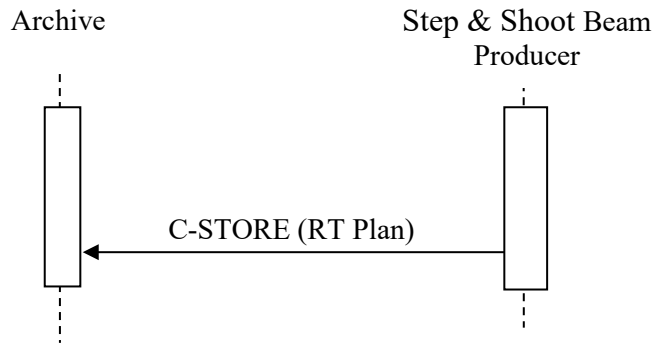 Archive
Step & Shoot Beam
Producer
C-STORE (RT Plan)